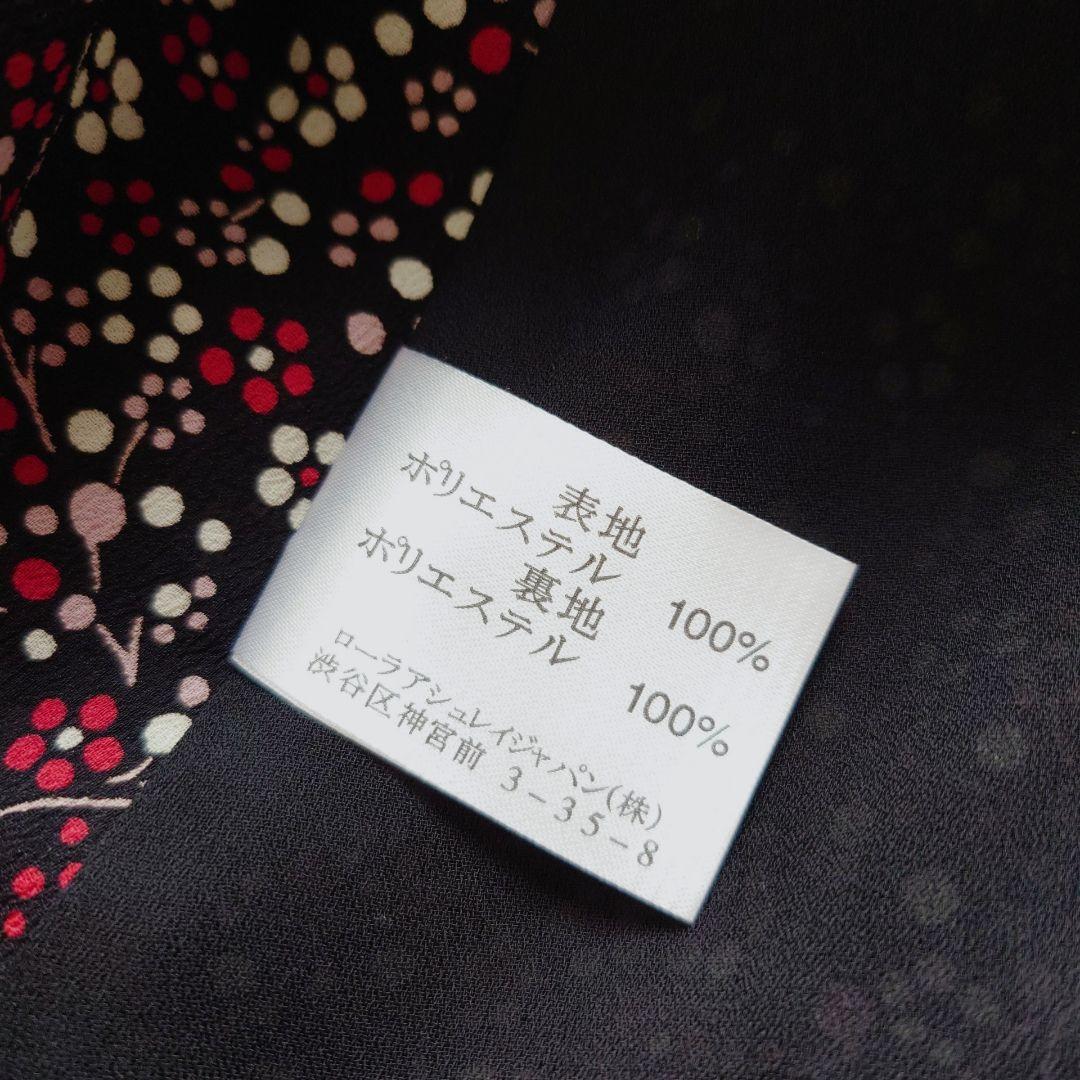 表地
ポリエステル 100%
裏地
ポリエステル 100%
ローラアシュレイジャパン(株)
渋谷区神宮前 3-35-8